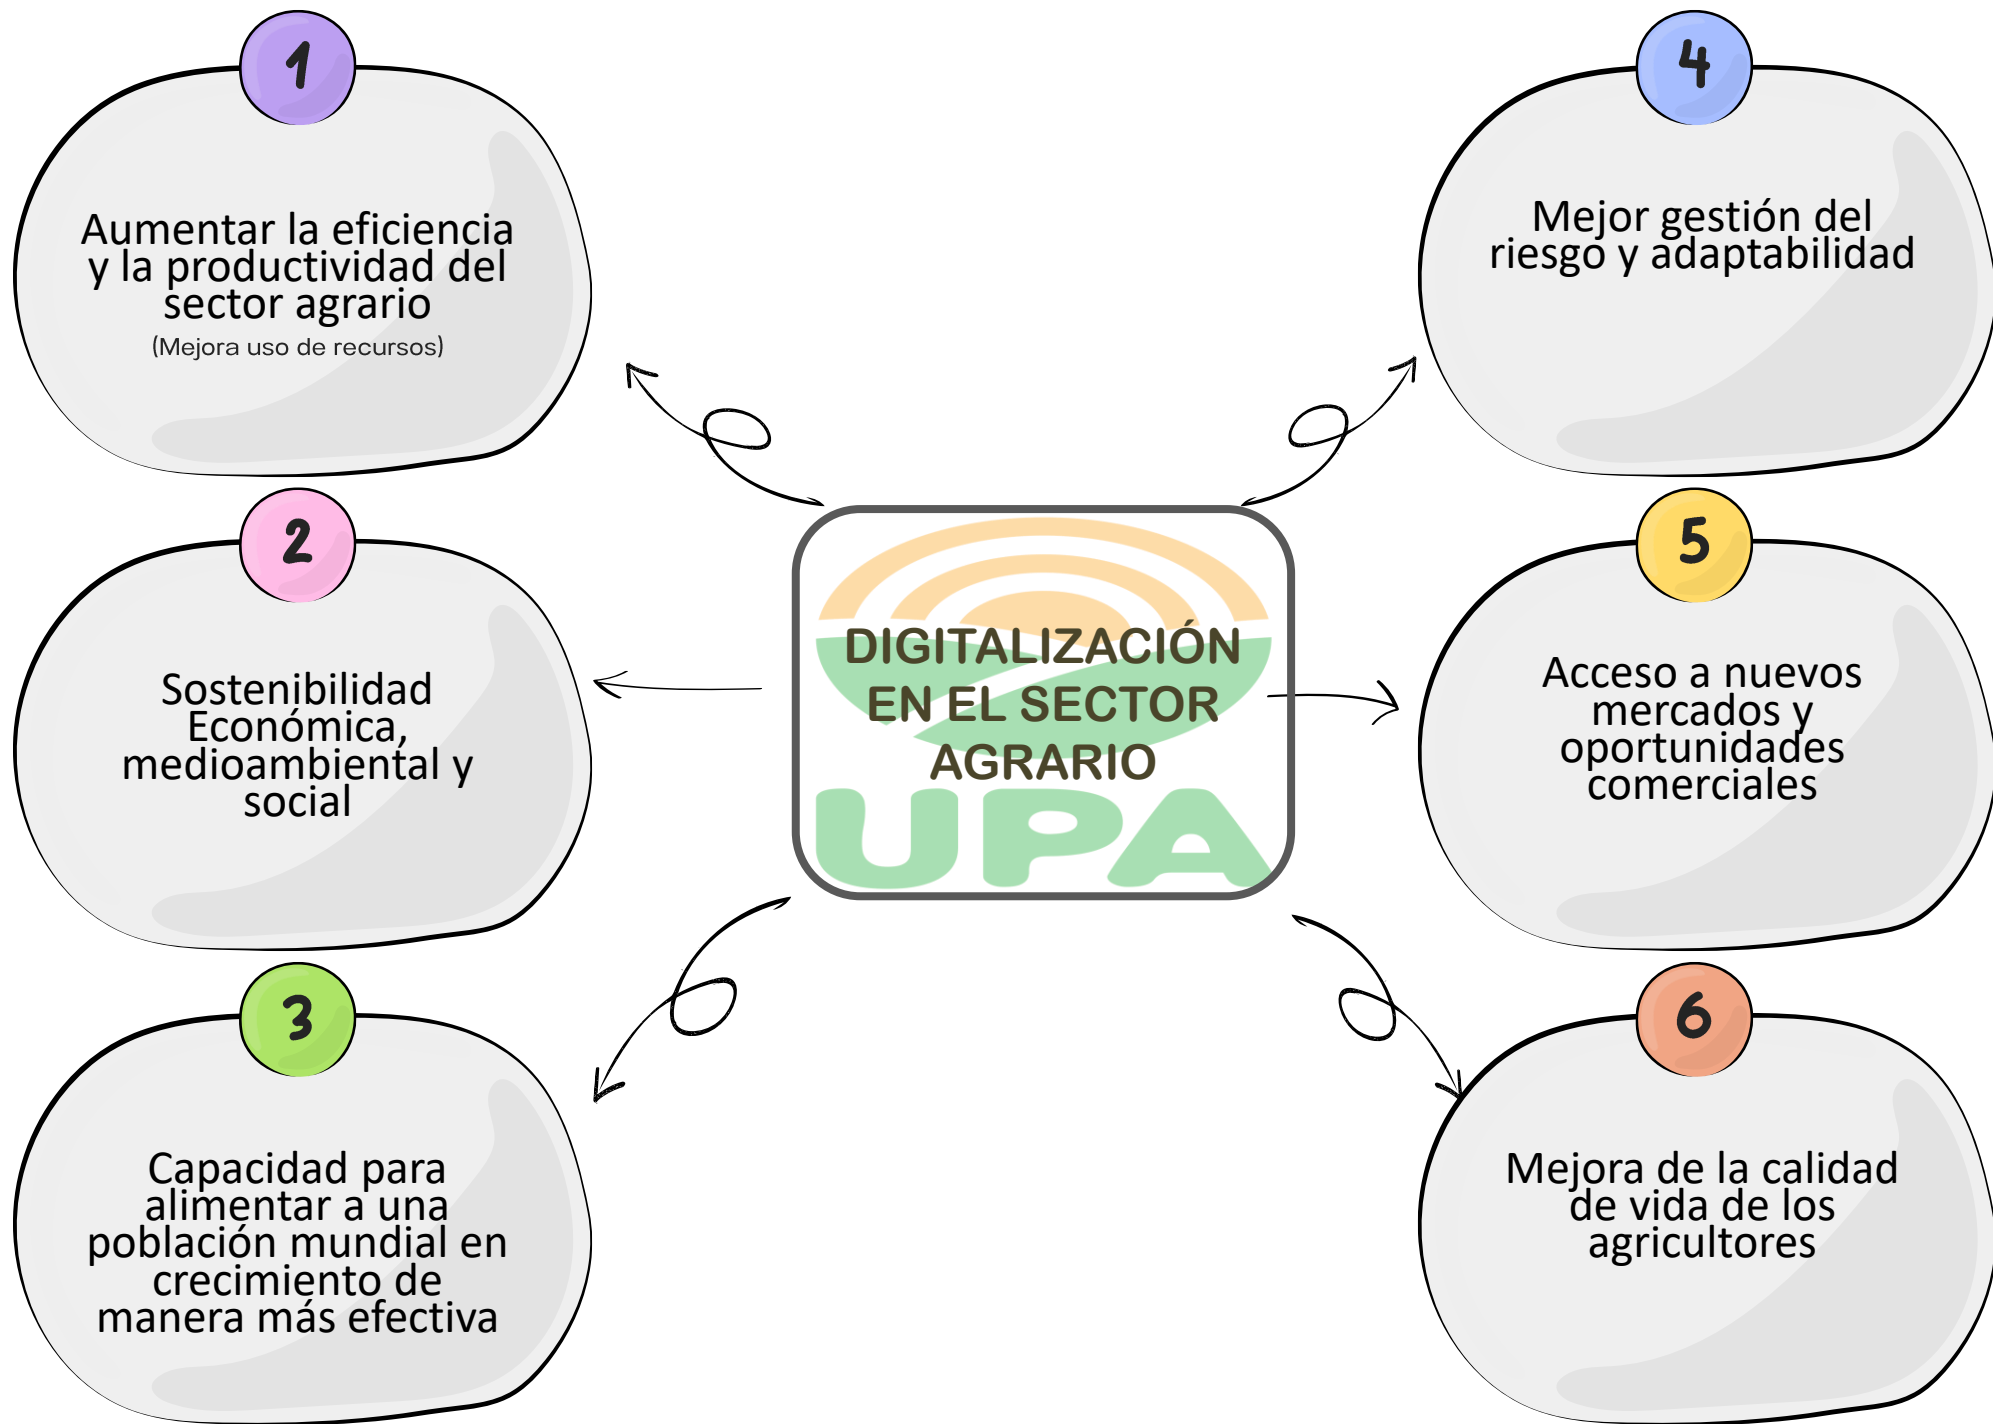 1
Aumentar la eficiencia
y la productividad del
sector agrario
(Mejora uso de recursos)
2
Sostenibilidad
Económica,
medioambiental y
social
3
Capacidad para
alimentar a una
población mundial en
crecimiento de
manera más efectiva
DIGITALIZACIÓN
EN EL SECTOR
AGRARIO
UPA
4
Mejor gestión del
riesgo y adaptabilidad
5
Acceso a nuevos
mercados y
oportunidades
comerciales
6
Mejora de la calidad
de vida de los
agricultores